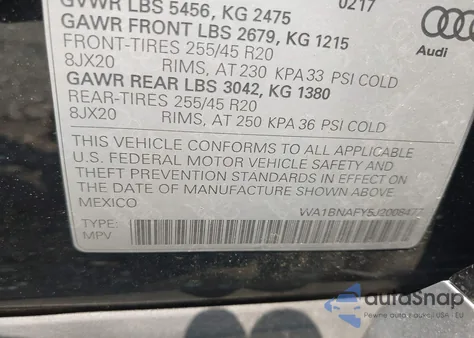 GVWR LBS 5456, KG 2475
0217
GAWR FRONT LBS 2679, KG 1215
FRONT-TIRES 255/45 R20
8JX20 RIMS, AT 230 KPA 33 PSI COLD
Audi
GAWR REAR LBS 3042, KG 1380
REAR-TIRES 255/45 R20
8JX20 RIMS, AT 250 KPA 36 PSI COLD
THIS VEHICLE CONFORMS TO ALL APPLICABLE
U.S. FEDERAL MOTOR VEHICLE SAFETY AND
THEFT PREVENTION STANDARDS IN EFFECT ON
THE DATE OF MANUFACTURE SHOWN ABOVE.
MEXICO
WA1BNAFY5J2008477
TYPE:
MPV
autoSnap